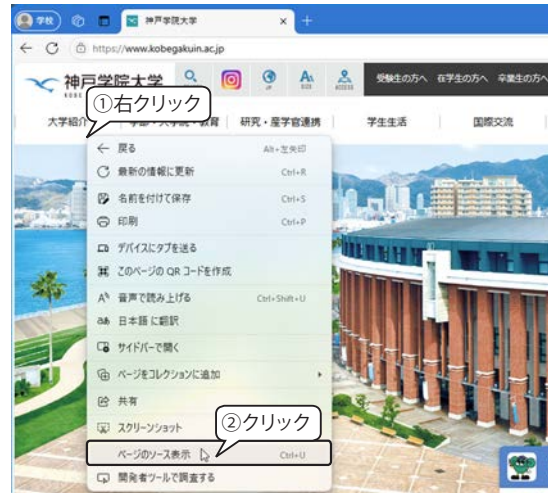 学校
神戸学院大学
https://www.kobegakuin.ac.jp
神戸学院大学
JP
SIZE
ACCESS
受験生の方へ 在学生の方へ 卒業生の方へ
①右クリック
大学紹介
研究・産学官連携
学生生活
国際交流
戻る Alt+左矢印
最新の情報に更新 Ctrl+R
名前を付けて保存 Ctrl+S
印刷 Ctrl+P
デバイスにタブを送る
このページの QR コードを作成
音声で読み上げる Ctrl+Shift+U
日本語 に翻訳
サイドバーで開く
ページをコレクションに追加
共有
スクリーンショット
②クリック
ページのソース表示 Ctrl+U
開発者ツールで調査する